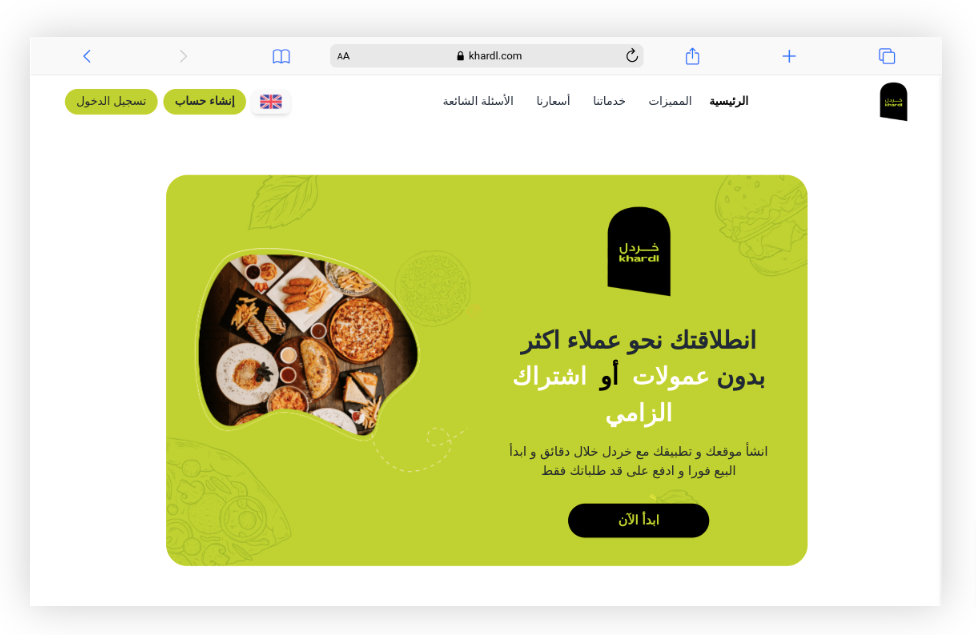 AA khardl.com
خردل
khardl
الرئيسية المميزات خدماتنا أسعارنا الأسئلة الشائعة
إنشاء حساب تسجيل الدخول
خردل
khardl
انطلاقتك نحو عملاء اكثر
بدون عمولات أو اشتراك
الزامي
انشأ موقعك و تطبيقك مع خردل خلال دقائق و ابدأ
البيع فورا و ادفع على قد طلباتك فقط
ابدأ الآن